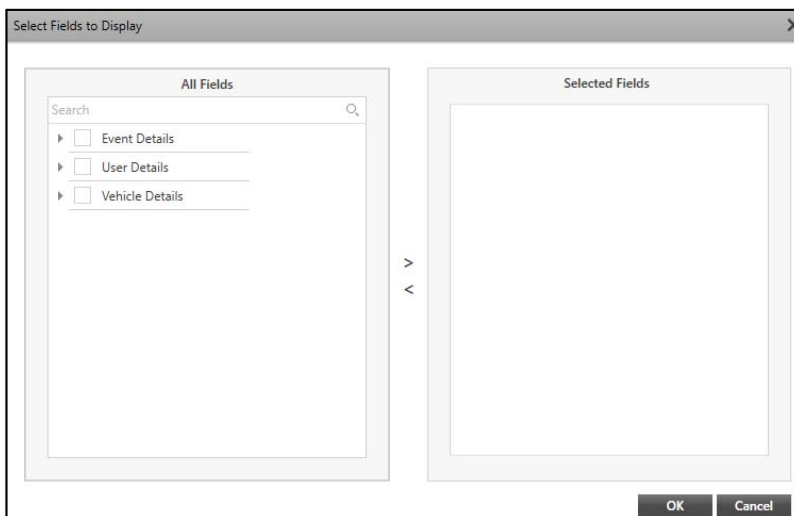 Select Fields to Display
All Fields
Search
Event Details
User Details
Vehicle Details
>
<
Selected Fields
OK
Cancel